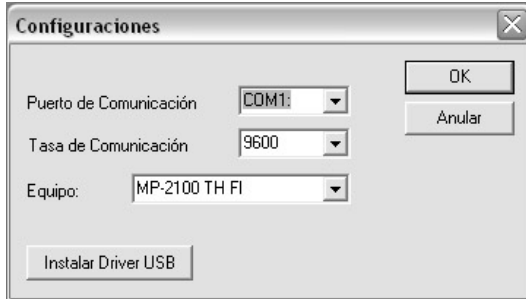 Configuraciones
OK
Puerto de Comunicación COM1:
Anular
Tasa de Comunicación 9600
Equipo: MP-2100 TH FI
Instalar Driver USB